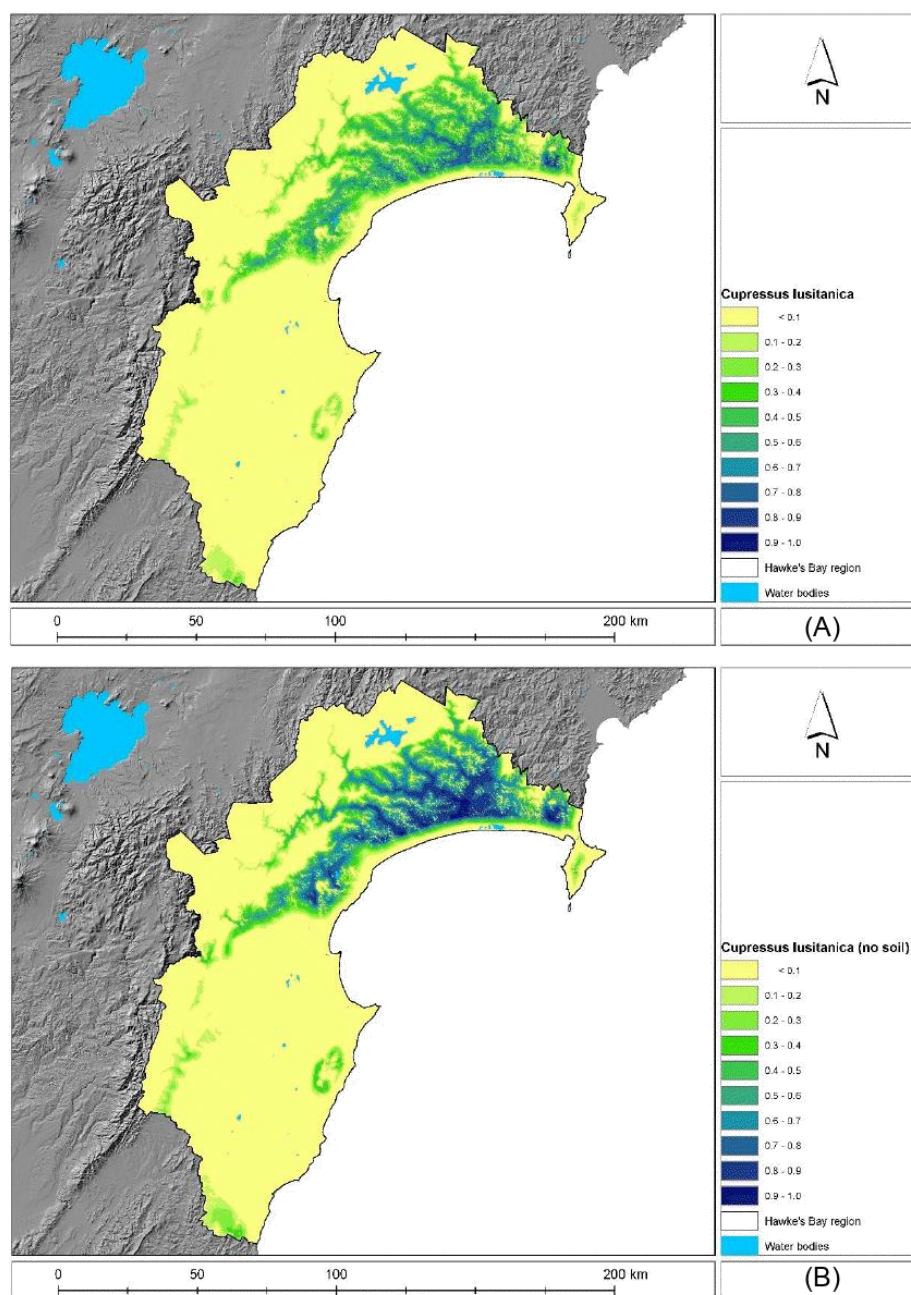 N
Cupressus lusitanica
< 0.1
0.1 - 0.2
0.2 - 0.3
0.3 - 0.4
0.4 - 0.5
0.5 - 0.6
0.6 - 0.7
0.7 - 0.8
0.8 - 0.9
0.9 - 1.0
Hawke's Bay region
Water bodies
0 50 100 200 km
(A)
N
Cupressus lusitanica (no soil)
< 0.1
0.1 - 0.2
0.2 - 0.3
0.3 - 0.4
0.4 - 0.5
0.5 - 0.6
0.6 - 0.7
0.7 - 0.8
0.8 - 0.9
0.9 - 1.0
Hawke's Bay region
Water bodies
0 50 100 200 km
(B)